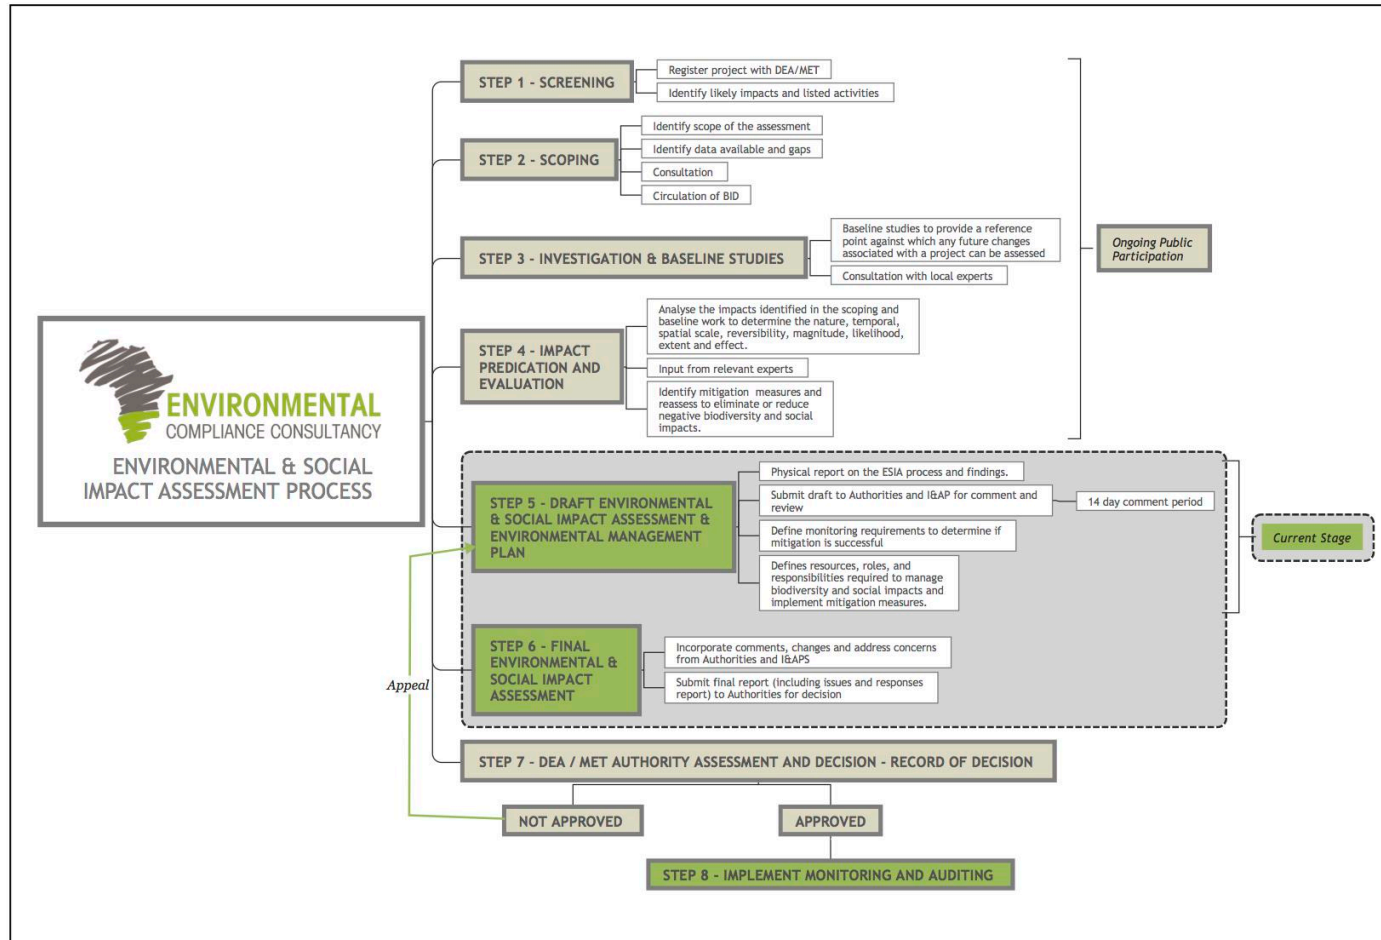 ENVIRONMENTAL
COMPLIANCE CONSULTANCY
ENVIRONMENTAL & SOCIAL
IMPACT ASSESSMENT PROCESS
STEP 1 - SCREENING
Register project with DEA/MET
Identify likely impacts and listed activities
STEP 2 - SCOPING
Identify scope of the assessment
Identify data available and gaps
Consultation
Circulation of BID
STEP 3 - INVESTIGATION & BASELINE STUDIES
Baseline studies to provide a reference
point against which any future changes
associated with a project can be assessed
Consultation with local experts
STEP 4 - IMPACT
PREDICATION AND
EVALUATION
Analyse the impacts identified in the scoping and
baseline work to determine the nature, temporal,
spatial scale, reversibility, magnitude, likelihood,
extent and effect.
Input from relevant experts
Identify mitigation measures and
reassess to eliminate or reduce
negative biodiversity and social
impacts.
Ongoing Public
Participation
STEP 5 - DRAFT ENVIRONMENTAL
& SOCIAL IMPACT ASSESSMENT &
ENVIRONMENTAL MANAGEMENT
PLAN
Physical report on the ESIA process and findings.
Submit draft to Authorities and I&AP for comment and
review
14 day comment period
Define monitoring requirements to determine if
mitigation is successful
Defines resources, roles, and
responsibilities required to manage
biodiversity and social impacts and
implement mitigation measures.
Current Stage
STEP 6 - FINAL
ENVIRONMENTAL &
SOCIAL IMPACT
ASSESSMENT
Incorporate comments, changes and address concerns
from Authorities and I&APS
Submit final report (including issues and responses
report) to Authorities for decision
Appeal
STEP 7 - DEA / MET AUTHORITY ASSESSMENT AND DECISION - RECORD OF DECISION
NOT APPROVED
APPROVED
STEP 8 - IMPLEMENT MONITORING AND AUDITING